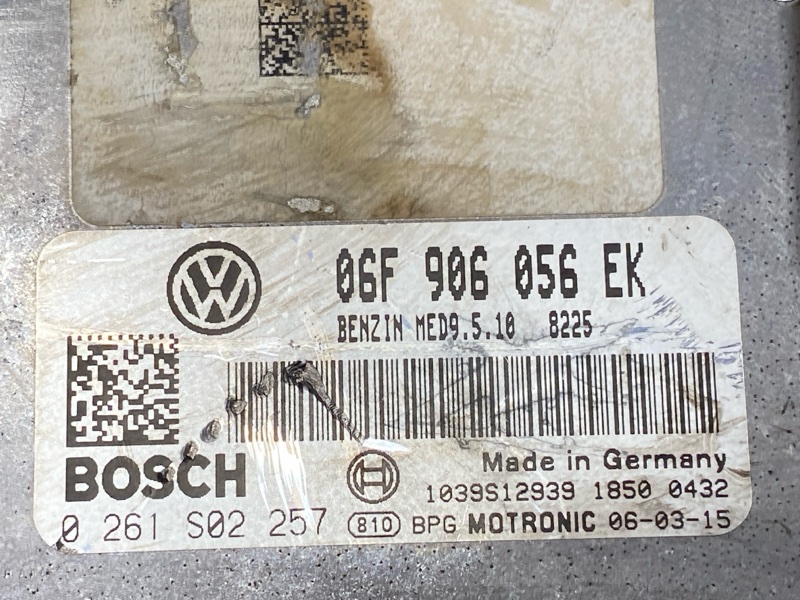 06F 906 056 EK
BENZIN MED9.5.10 8225
BOSCH
Made in Germany
1039S12939 1850 0432
0 261 S02 257 810 BPG MOTRONIC 06-03-15